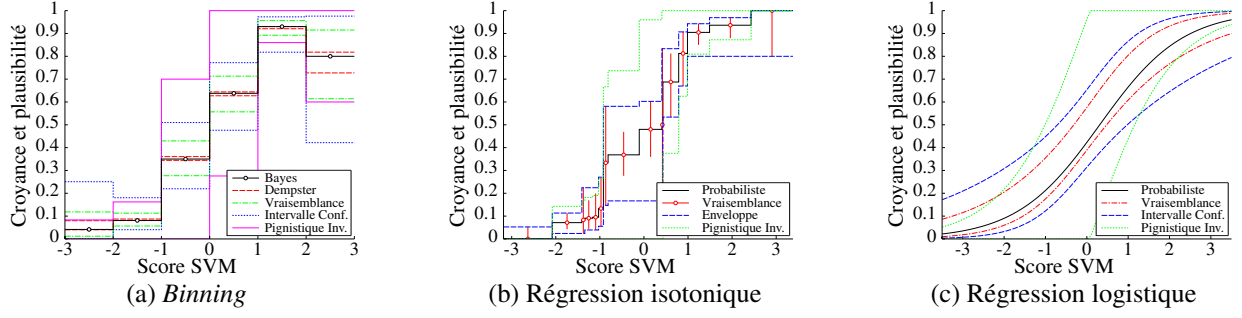 Croyance et plausibilité
1
0.9
0.8
0.7
0.6
0.5
0.4
0.3
0.2
0.1
0
-3 -2 -1 0 1 2 3
Score SVM
Bayes
Dempster
Vraisemblance
Intervalle Conf.
Pignistique Inv.
(a) Binning
Croyance et plausibilité
1
0.9
0.8
0.7
0.6
0.5
0.4
0.3
0.2
0.1
0
-3 -2 -1 0 1 2 3
Score SVM
Probabiliste
Vraisemblance
Enveloppe
Pignistique Inv.
(b) Régression isotonique
Croyance et plausibilité
1
0.9
0.8
0.7
0.6
0.5
0.4
0.3
0.2
0.1
0
-3 -2 -1 0 1 2 3
Score SVM
Probabiliste
Vraisemblance
Intervalle Conf.
Pignistique Inv.
(c) Régression logistique